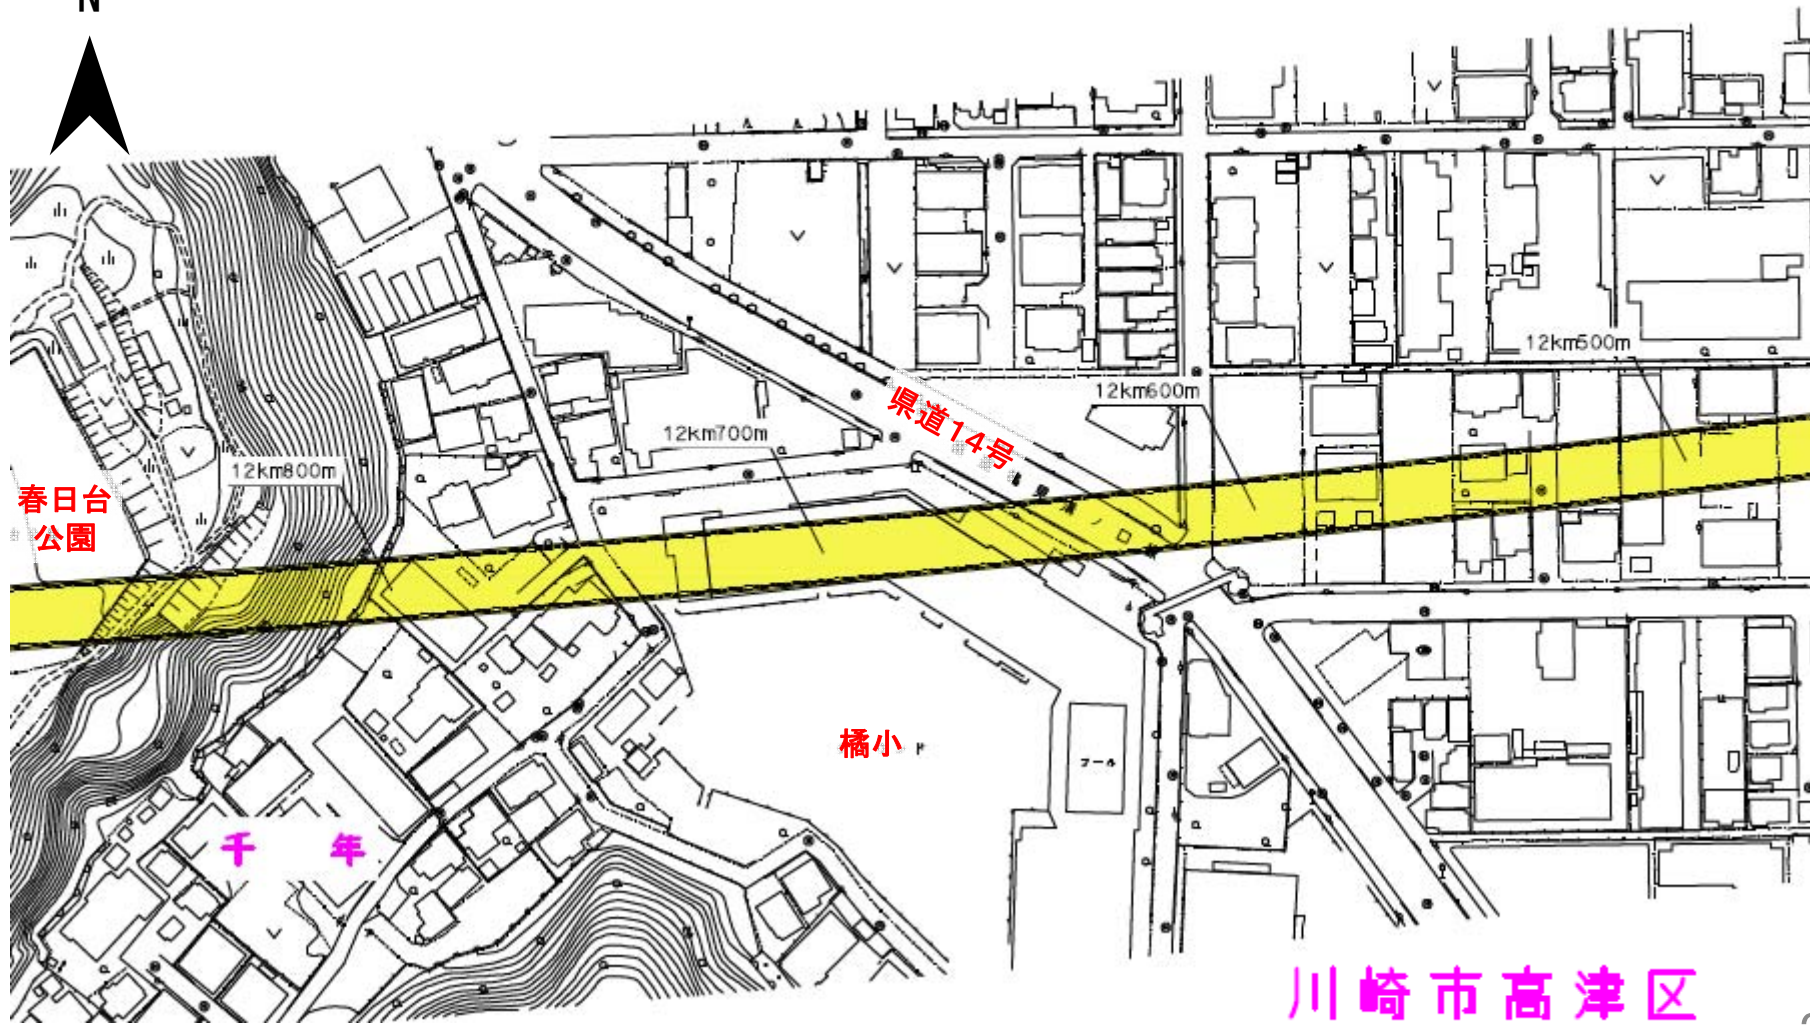 N
12km500m
12km600m
県道14号
12km700m
12km800m
春日台
公園
橘小
プール
千年
川崎市高津区